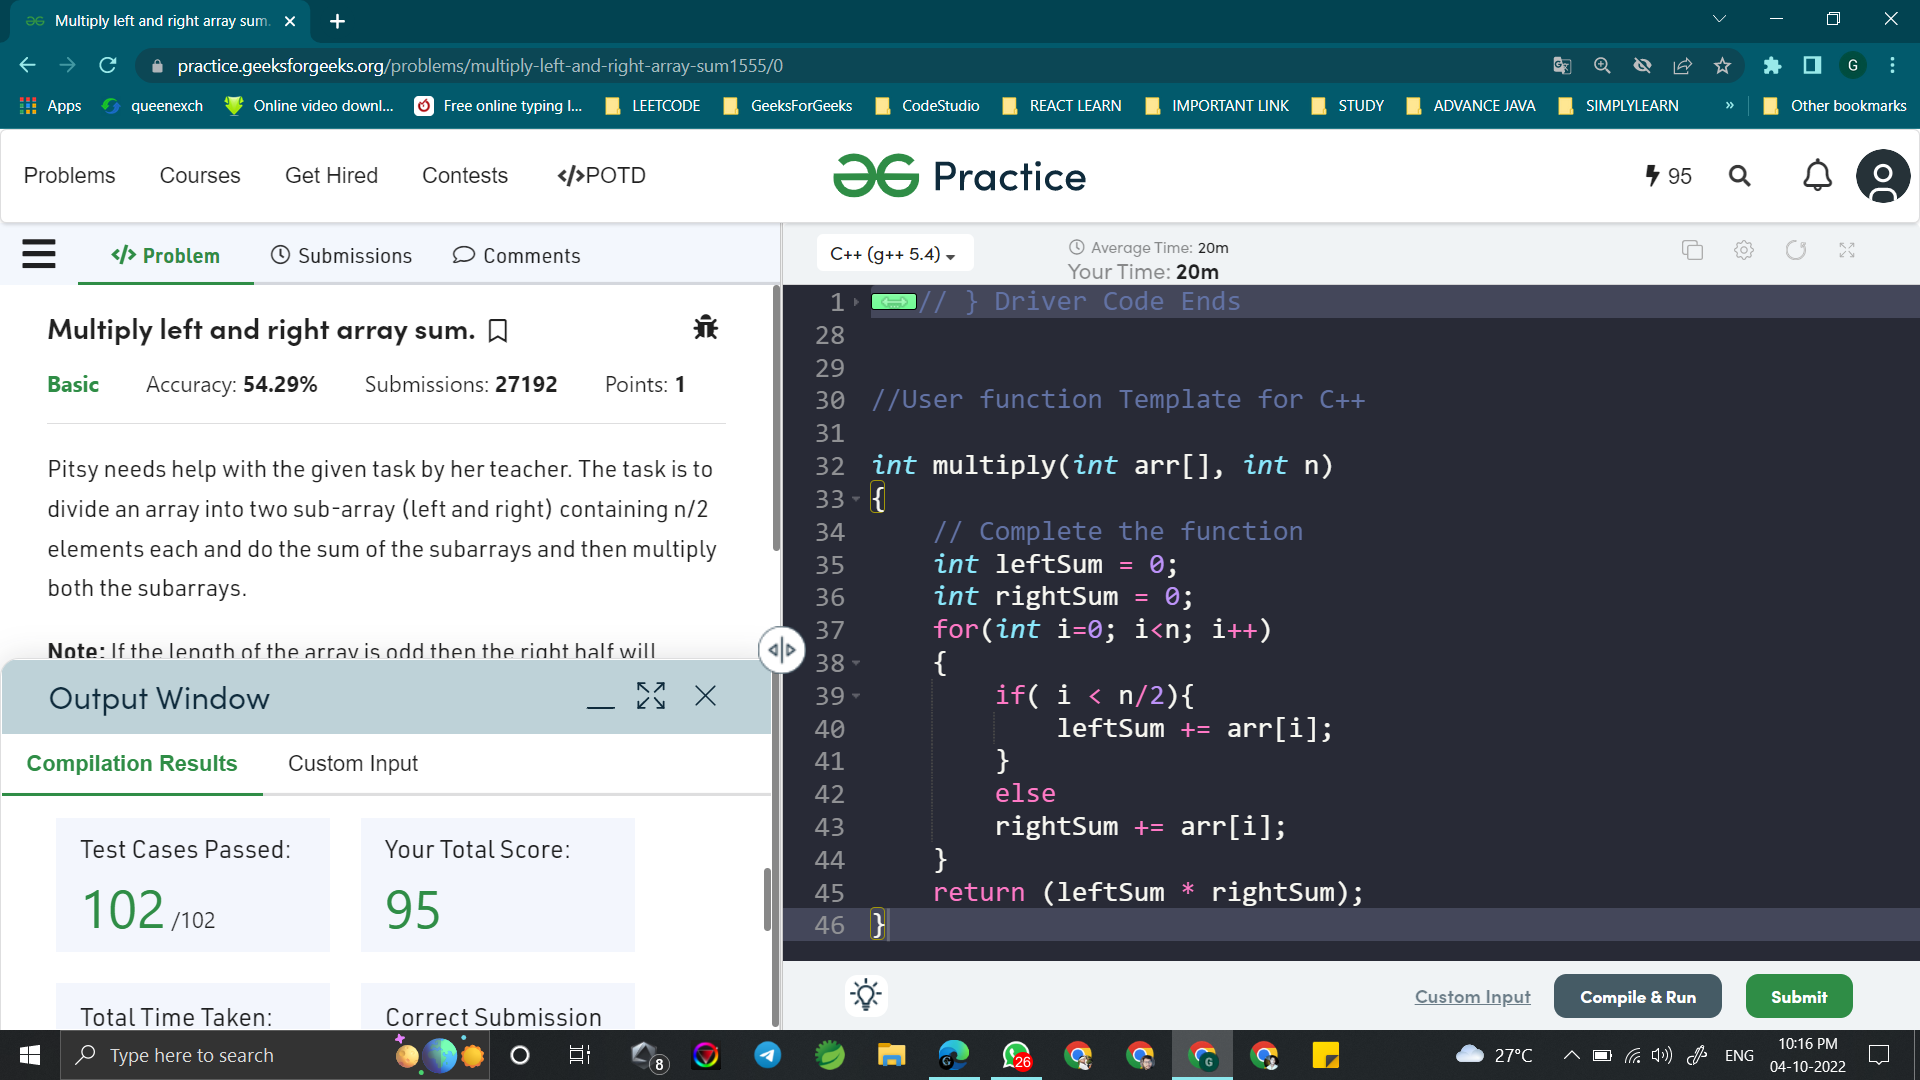 Multiply left and right array sum.
practice.geeksforgeeks.org/problems/multiply-left-and-right-array-sum1555/0
G
Apps queenexch Online video downl... Free online typing I... LEETCODE GeeksForGeeks CodeStudio REACT LEARN IMPORTANT LINK STUDY ADVANCE JAVA SIMPLYLEARN » Other bookmarks
Problems Courses Get Hired Contests </>POTD Practice 95
</> Problem Submissions Comments
Multiply left and right array sum.
Basic Accuracy: 54.29% Submissions: 27192 Points: 1
Pitsy needs help with the given task by her teacher. The task is to
divide an array into two sub-array (left and right) containing n/2
elements each and do the sum of the subarrays and then multiply
both the subarrays.
Note: If the length of the array is odd then the right half will
Output Window
Compilation Results Custom Input
Test Cases Passed: Your Total Score:
102 /102 95
Total Time Taken: Correct Submission
C++ (g++ 5.4)
Average Time: 20m
Your Time: 20m
1 // } Driver Code Ends
28
29
30 //User function Template for C++
31
32 int multiply(int arr[], int n)
33 {
34 // Complete the function
35 int leftSum = 0;
36 int rightSum = 0;
37 for(int i=0; i<n; i++)
38 {
39 if( i < n/2){
40 leftSum += arr[i];
41 }
42 else
43 rightSum += arr[i];
44 }
45 return (leftSum * rightSum);
46 }
Custom Input Compile & Run Submit
Type here to search 8 G 26 G 27°C ENG 10:16 PM
04-10-2022